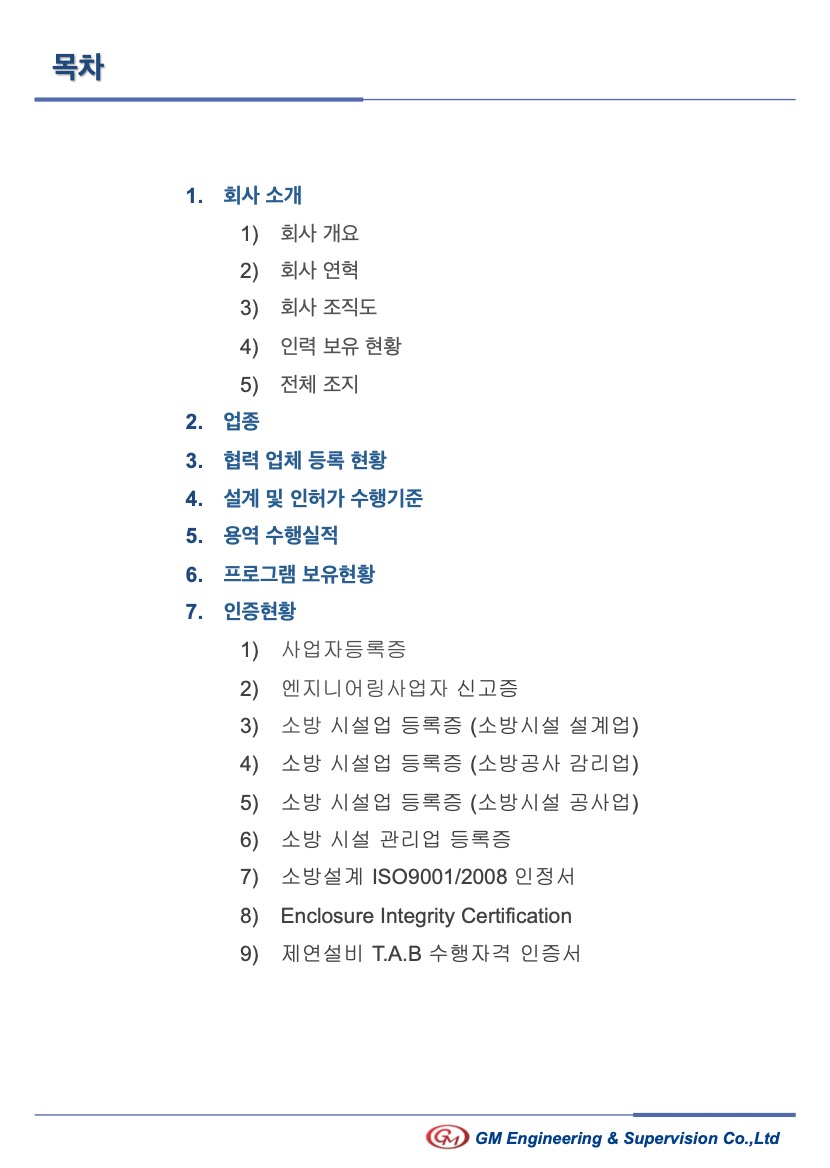 목차
1. 회사 소개
1) 회사 개요
2) 회사 연혁
3) 회사 조직도
4) 인력 보유 현황
5) 전체 조지
2. 업종
3. 협력 업체 등록 현황
4. 설계 및 인허가 수행기준
5. 용역 수행실적
6. 프로그램 보유현황
7. 인증현황
1) 사업자등록증
2) 엔지니어링사업자 신고증
3) 소방 시설업 등록증 (소방시설 설계업)
4) 소방 시설업 등록증 (소방공사 감리업)
5) 소방 시설업 등록증 (소방시설 공사업)
6) 소방 시설 관리업 등록증
7) 소방설계 ISO9001/2008 인정서
8) Enclosure Integrity Certification
9) 제연설비 T.A.B 수행자격 인증서
GM GM Engineering & Supervision Co.,Ltd